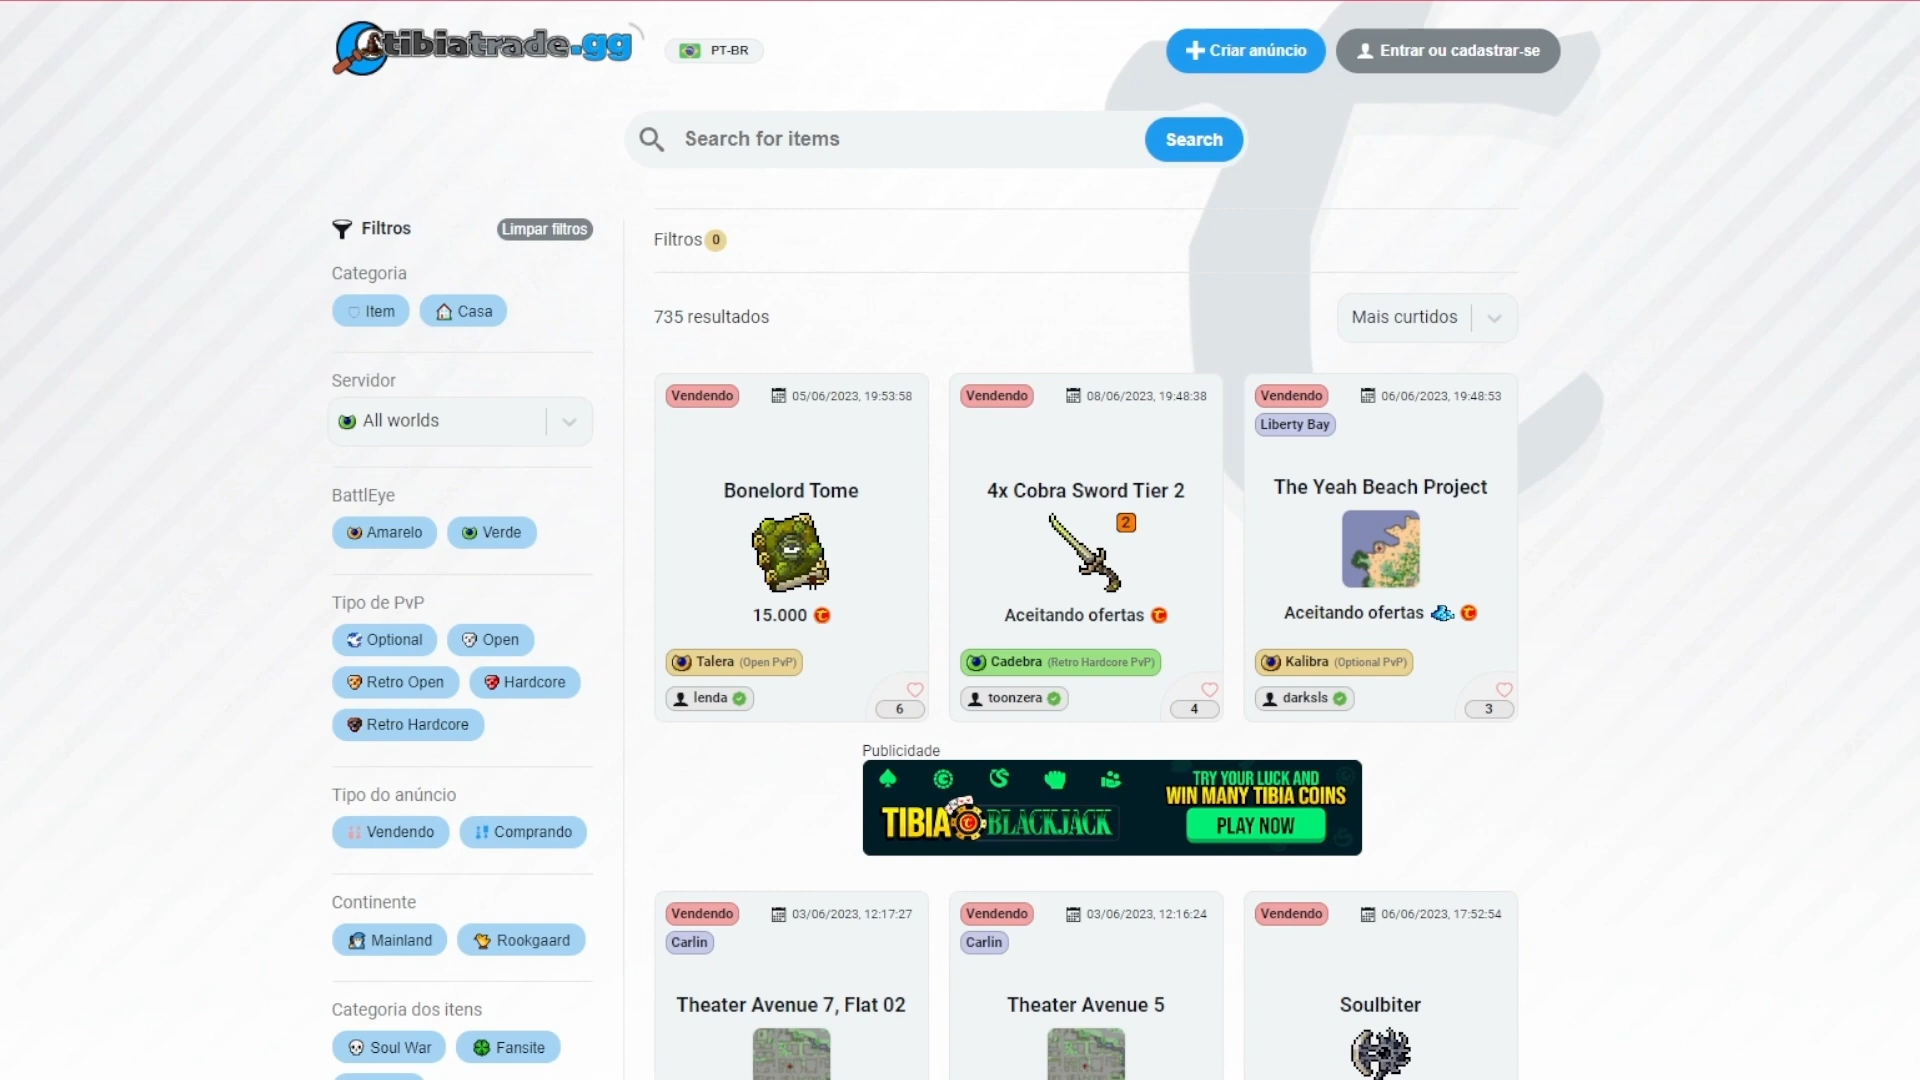 tibiatrade.gg
PT-BR
Criar anúncio
Entrar ou cadastrar-se
Search for items
Search
Filtros
Limpar filtros
Categoria
Item
Casa
Servidor
All worlds
BattlEye
Amarelo
Verde
Tipo de PvP
Optional
Open
Retro Open
Hardcore
Retro Hardcore
Tipo do anúncio
Vendendo
Comprando
Continente
Mainland
Rookgaard
Categoria dos itens
Soul War
Fansite
Filtros 0
735 resultados
Mais curtidos
Vendendo
05/06/2023, 19:53:58
Bonelord Tome
15.000
Talera (Open PvP)
lenda
6
Vendendo
08/06/2023, 19:48:38
4x Cobra Sword Tier 2
2
Aceitando ofertas
Cadebra (Retro Hardcore PvP)
toonzera
4
Vendendo
06/06/2023, 19:48:53
Liberty Bay
The Yeah Beach Project
Aceitando ofertas
Kalibra (Optional PvP)
darksls
3
Publicidade
TIBIA BLACKJACK
TRY YOUR LUCK AND
WIN MANY TIBIA COINS
PLAY NOW
Vendendo
03/06/2023, 12:17:27
Carlin
Theater Avenue 7, Flat 02
Vendendo
03/06/2023, 12:16:24
Carlin
Theater Avenue 5
Vendendo
06/06/2023, 17:52:54
Soulbiter